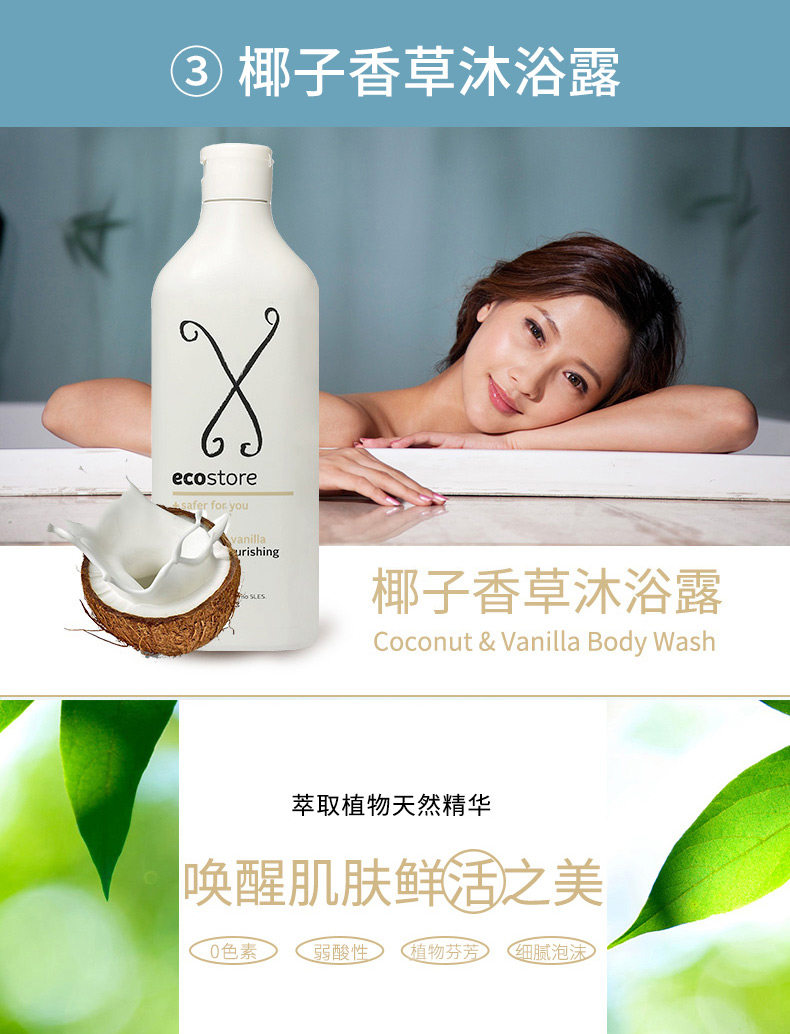 ③ 椰子香草沐浴露
ecostore
+ safer for you
vanilla
no SLES.
椰子香草沐浴露
Coconut & Vanilla Body Wash
萃取植物天然精华
唤醒肌肤鲜活之美
0色素 弱酸性 植物芬芳 细腻泡沫